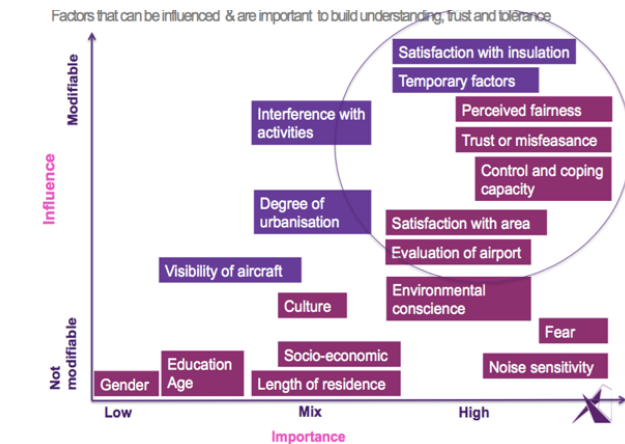 Factors that can be influenced & are important to build understanding, trust and tolerance
Modifiable
Satisfaction with insulation
Temporary factors
Interference with
activities
Perceived fairness
Trust or misfeasance
Control and coping
capacity
Influence
Degree of
urbanisation
Satisfaction with area
Evaluation of airport
Visibility of aircraft
Environmental
conscience
Culture
Fear
Not
modifiable
Education
Age
Socio-economic
Noise sensitivity
Gender
Length of residence
Low
Mix
High
Importance